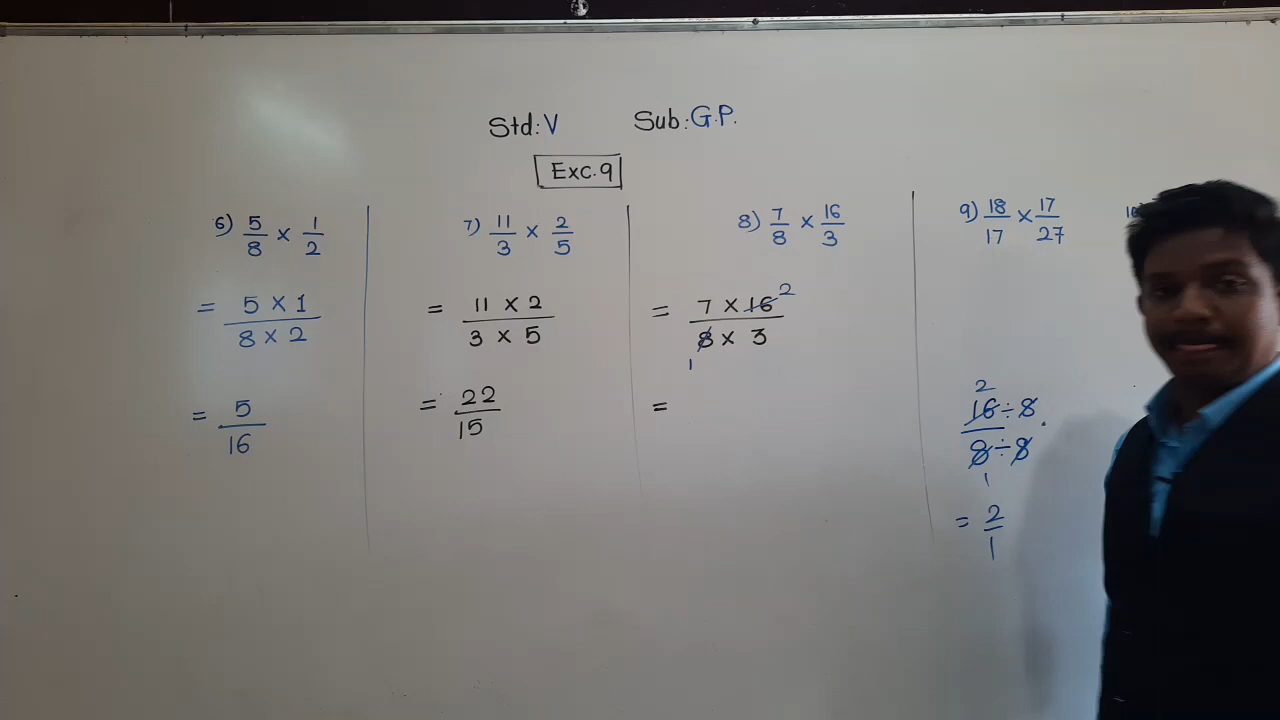 Std: V Sub: G.P.
Exc. 9
6) 5/8 × 1/2
= 5 × 1 / 8 × 2
= 5/16
7) 11/3 × 2/5
= 11 × 2 / 3 × 5
= 22/15
8) 7/8 × 16/3
2
= 7 × 16 / 8 × 3
1
=
9) 18/17 × 17/27
2
16 ÷ 8 / 8 ÷ 8
1
= 2/1